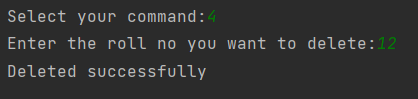 Select your command:4
Enter the roll no you want to delete:12
Deleted successfully